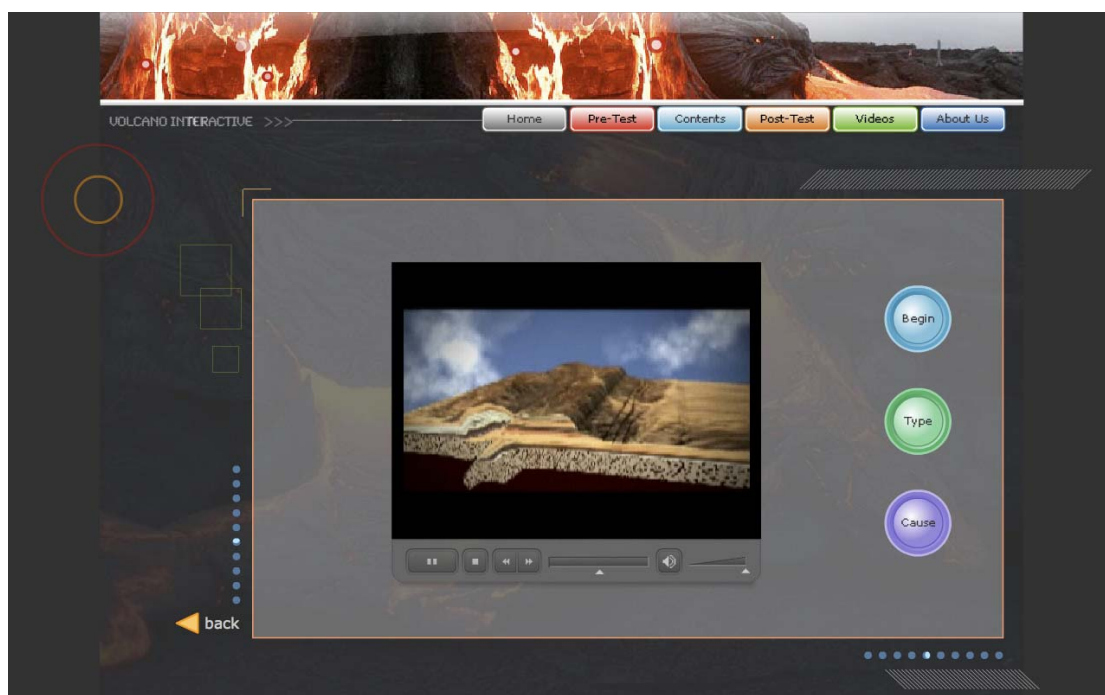 VOLCANO INTERACTIVE >>>
Home Pre-Test Contents Post-Test Videos About Us
Begin
Type
Cause
back